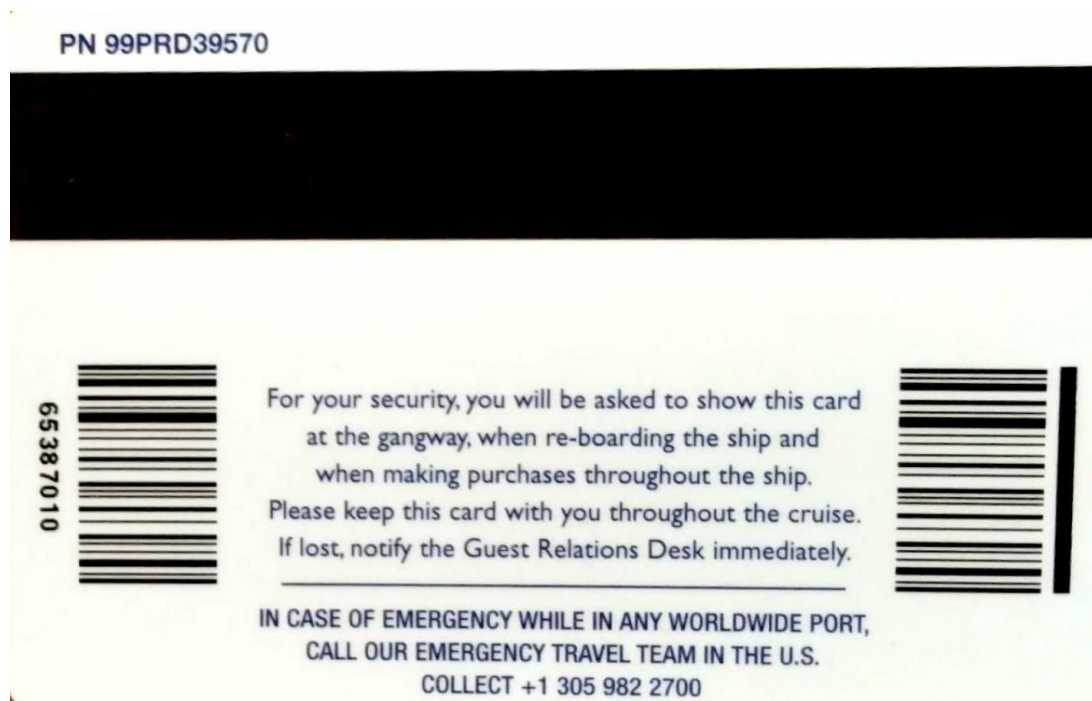 PN 99PRD39570
65387010
For your security, you will be asked to show this card
at the gangway, when re-boarding the ship and
when making purchases throughout the ship.
Please keep this card with you throughout the cruise.
If lost, notify the Guest Relations Desk immediately.
IN CASE OF EMERGENCY WHILE IN ANY WORLDWIDE PORT,
CALL OUR EMERGENCY TRAVEL TEAM IN THE U.S.
COLLECT +1 305 982 2700